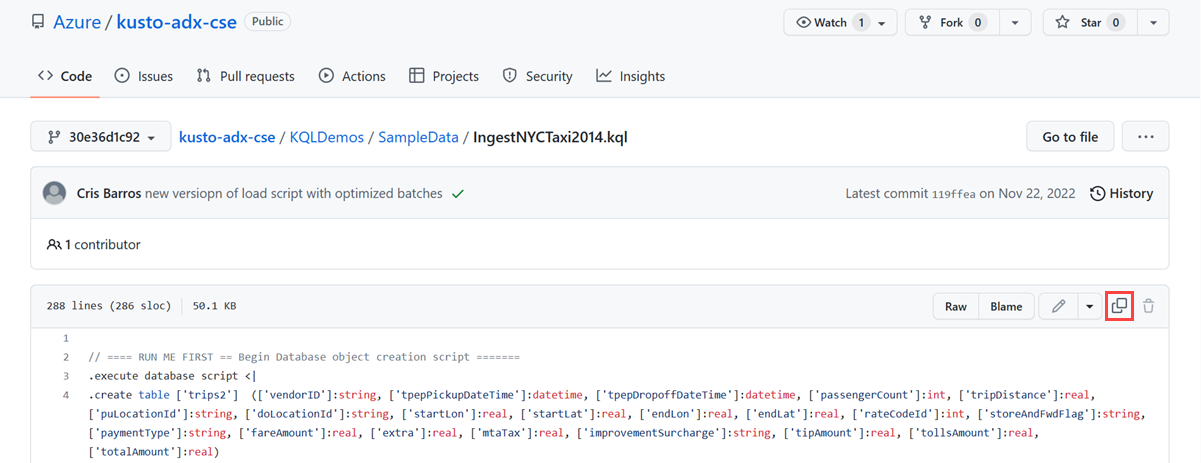 Azure / kusto-adx-cse Public
Watch 1 Fork 0 Star 0
Code Issues Pull requests Actions Projects Security Insights
30e36d1c92 kusto-adx-cse / KQLDemos / SampleData / IngestNYCTaxi2014.kql Go to file ...
Cris Barros new versiopn of load script with optimized batches Latest commit 119ffea on Nov 22, 2022 History
1 contributor
288 lines (286 sloc) 50.1 KB Raw Blame
1
2 // ==== RUN ME FIRST == Begin Database object creation script =======
3 .execute database script <|
4 .create table ['trips2'] (['vendorID']:string, ['tpepPickupDateTime']:datetime, ['tpepDropoffDateTime']:datetime, ['passengerCount']:int, ['tripDistance']:real,
['puLocationId']:string, ['doLocationId']:string, ['startLon']:real, ['startLat']:real, ['endLon']:real, ['endLat']:real, ['rateCodeId']:int, ['storeAndFwdFlag']:string,
['paymentType']:string, ['fareAmount']:real, ['extra']:real, ['mtaTax']:real, ['improvementSurcharge']:string, ['tipAmount']:real, ['tollsAmount']:real,
['totalAmount']:real)